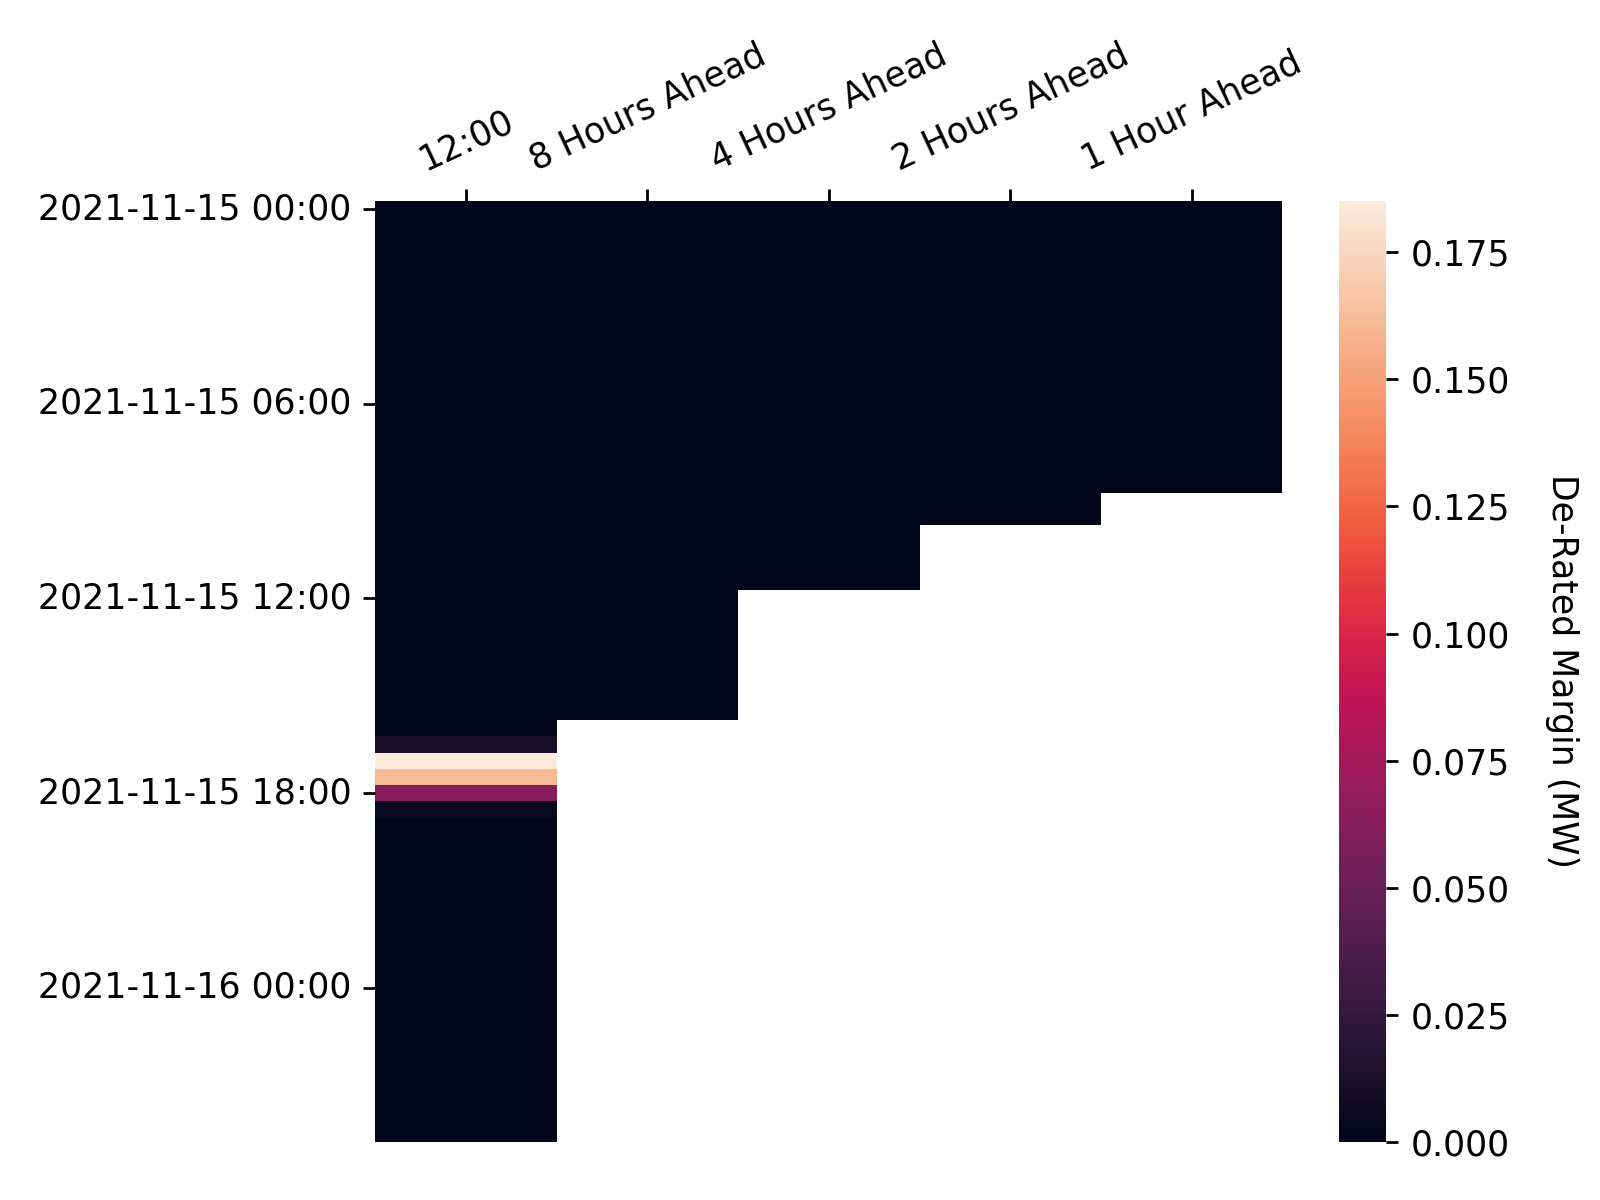 12:00
8 Hours Ahead
4 Hours Ahead
2 Hours Ahead
1 Hour Ahead
2021-11-15 00:00
2021-11-15 06:00
2021-11-15 12:00
2021-11-15 18:00
2021-11-16 00:00
0.175
0.150
0.125
0.100
0.075
0.050
0.025
0.000
De-Rated Margin (MW)